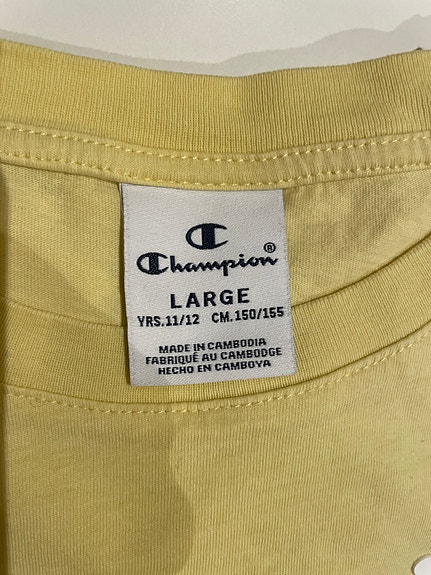 Champion®
LARGE
YRS.11/12 CM.150/155
MADE IN CAMBODIA
FABRIQUÉ AU CAMBODGE
HECHO EN CAMBOYA